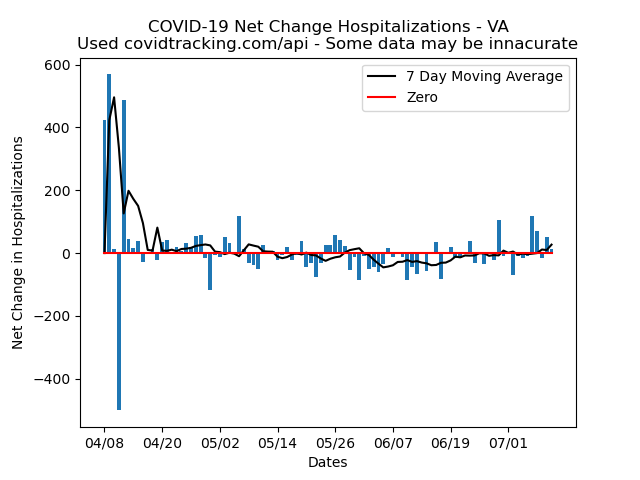 COVID-19 Net Change Hospitalizations - VA
Used covidtracking.com/api - Some data may be innacurate
7 Day Moving Average
Zero
Net Change in Hospitalizations
600
400
200
0
−200
−400
04/08 04/20 05/02 05/14 05/26 06/07 06/19 07/01
Dates